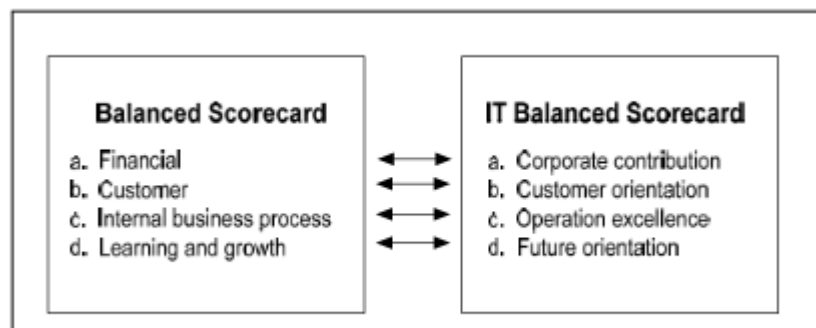 Balanced Scorecard
a. Financial
b. Customer
c. Internal business process
d. Learning and growth
IT Balanced Scorecard
a. Corporate contribution
b. Customer orientation
c. Operation excellence
d. Future orientation